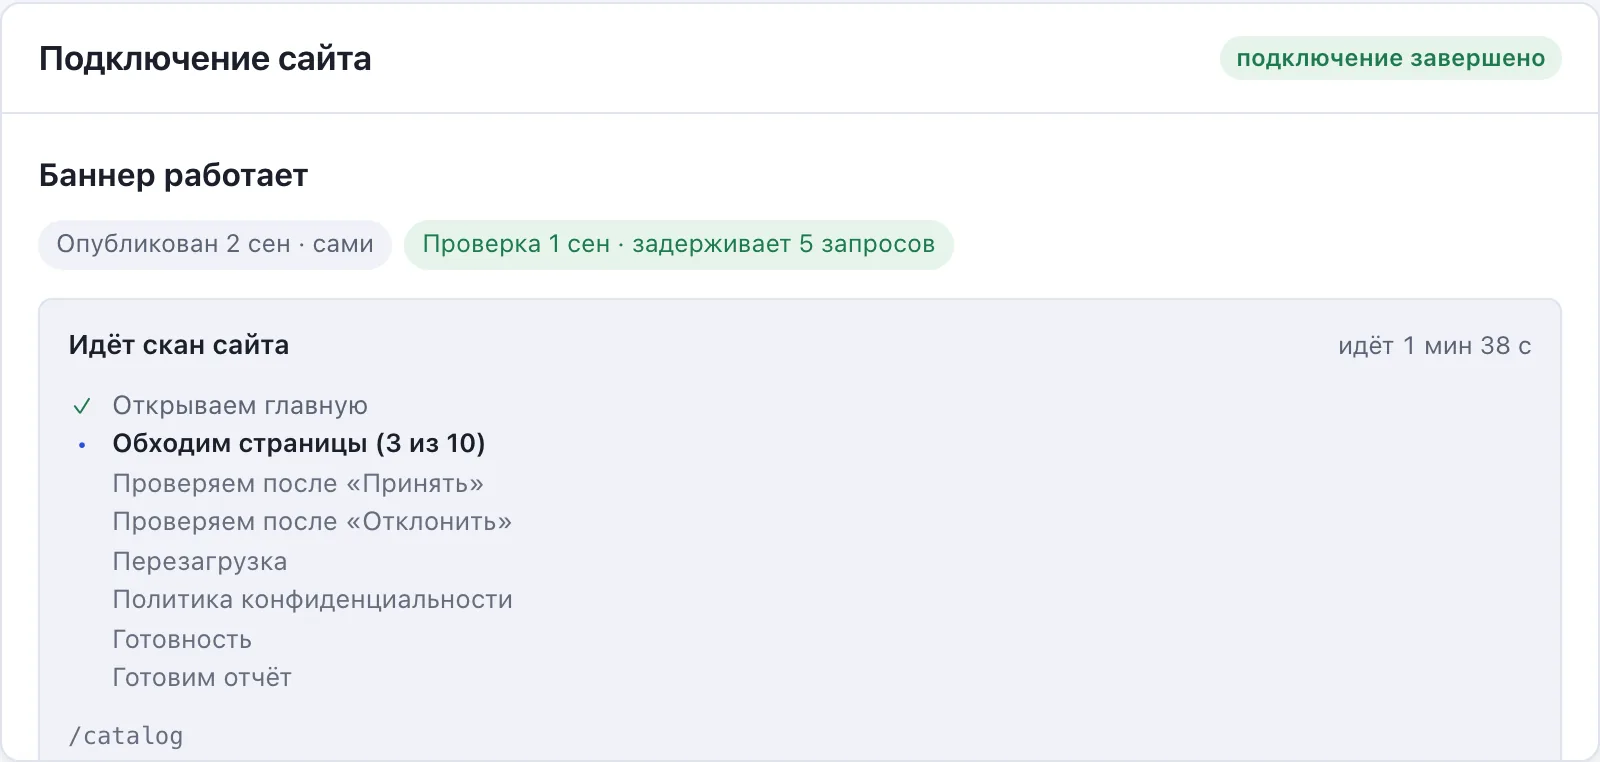 Подключение сайта
подключение завершено
Баннер работает
Опубликован 2 сен · сами
Проверка 1 сен · задерживает 5 запросов
Идёт скан сайта
идёт 1 мин 38 с
✓ Открываем главную
• Обходим страницы (3 из 10)
Проверяем после «Принять»
Проверяем после «Отклонить»
Перезагрузка
Политика конфиденциальности
Готовность
Готовим отчёт
/catalog